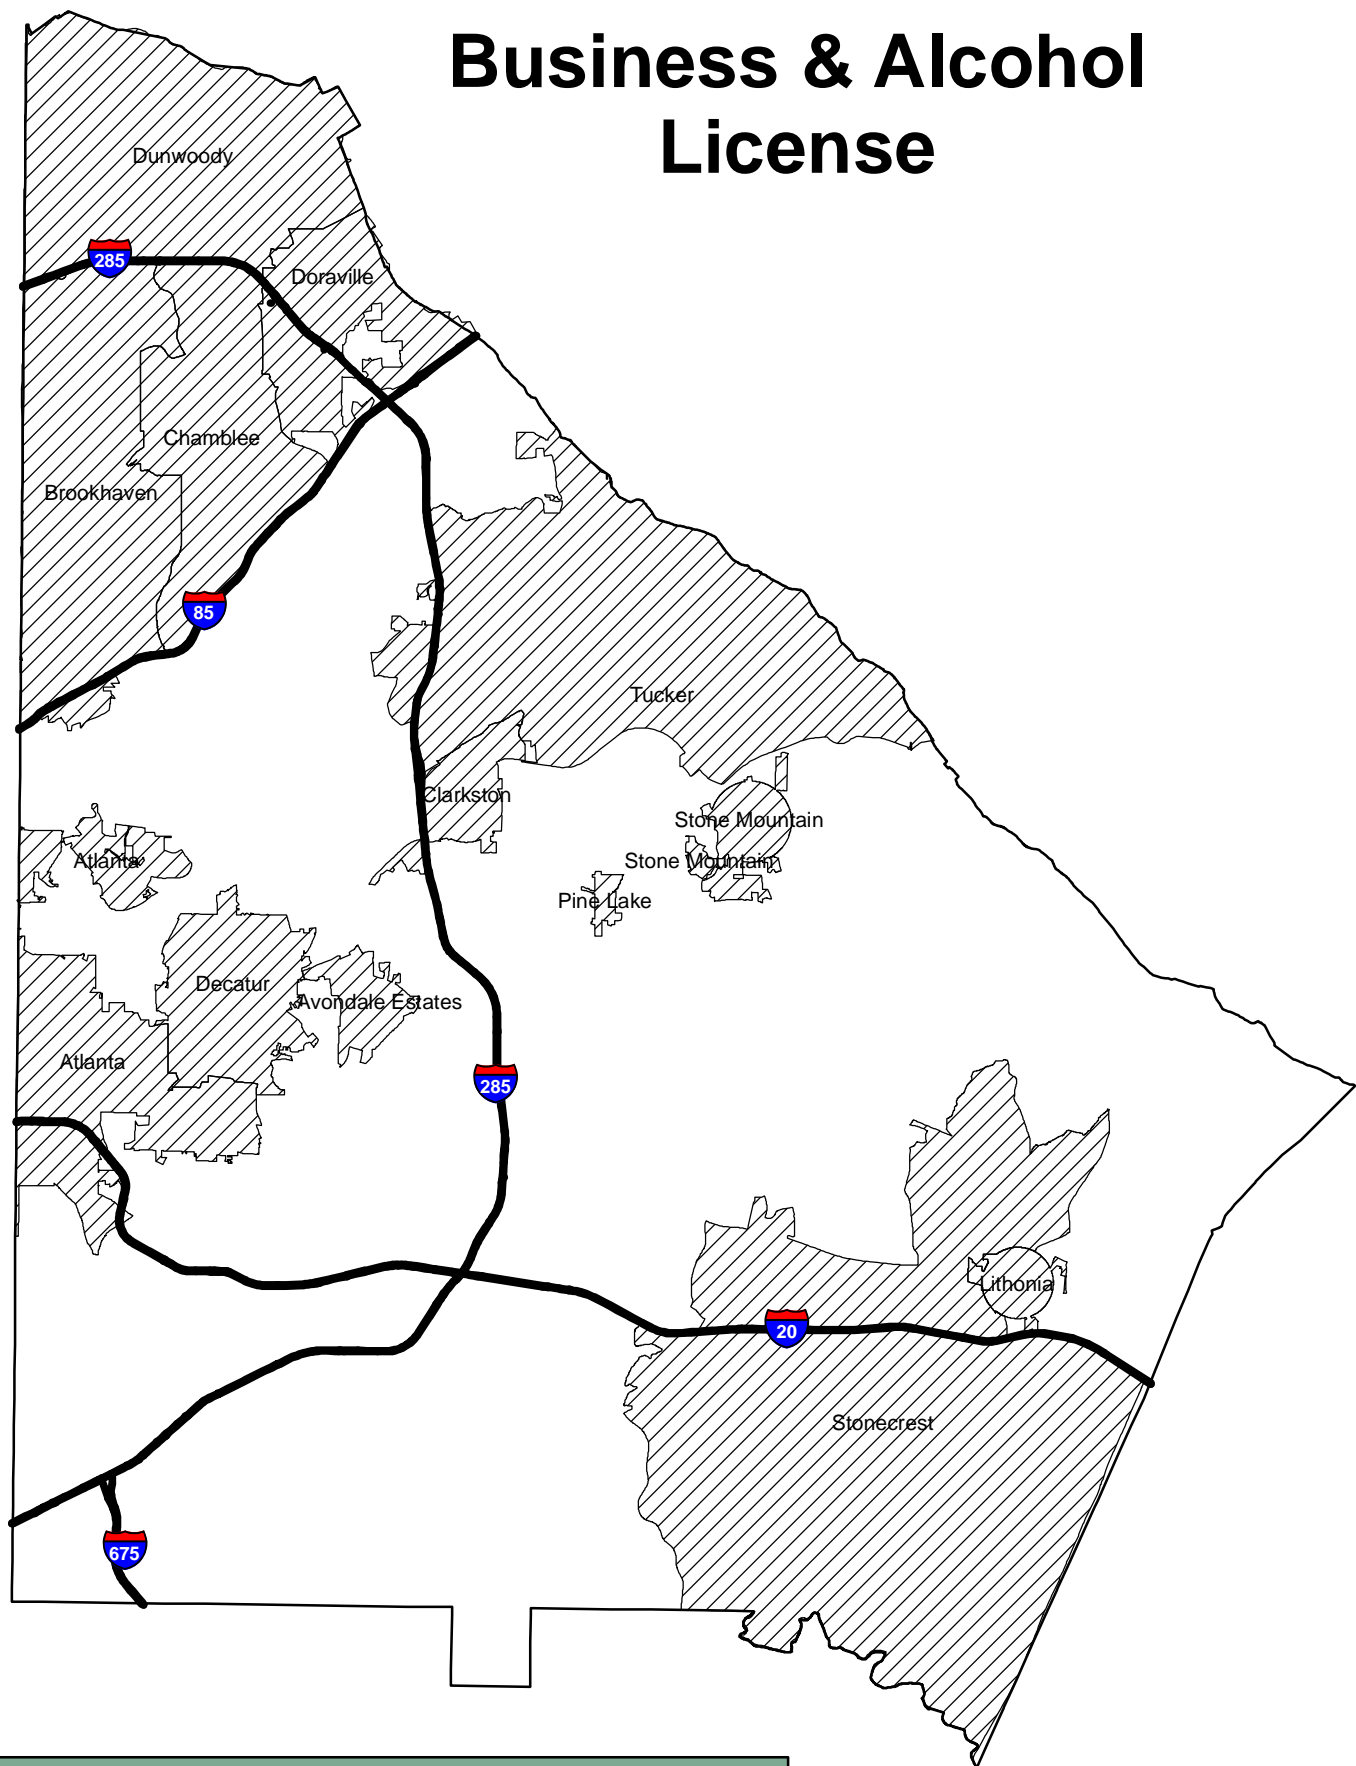 Business & Alcohol
License
Dunwoody
285
Doraville
Chamblee
Brookhaven
85
Tucker
Clarkston
Stone Mountain
Atlanta
Stone Mountain
Pine Lake
Decatur
Avondale Estates
Atlanta
285
Lithonia
20
Stonecrest
675